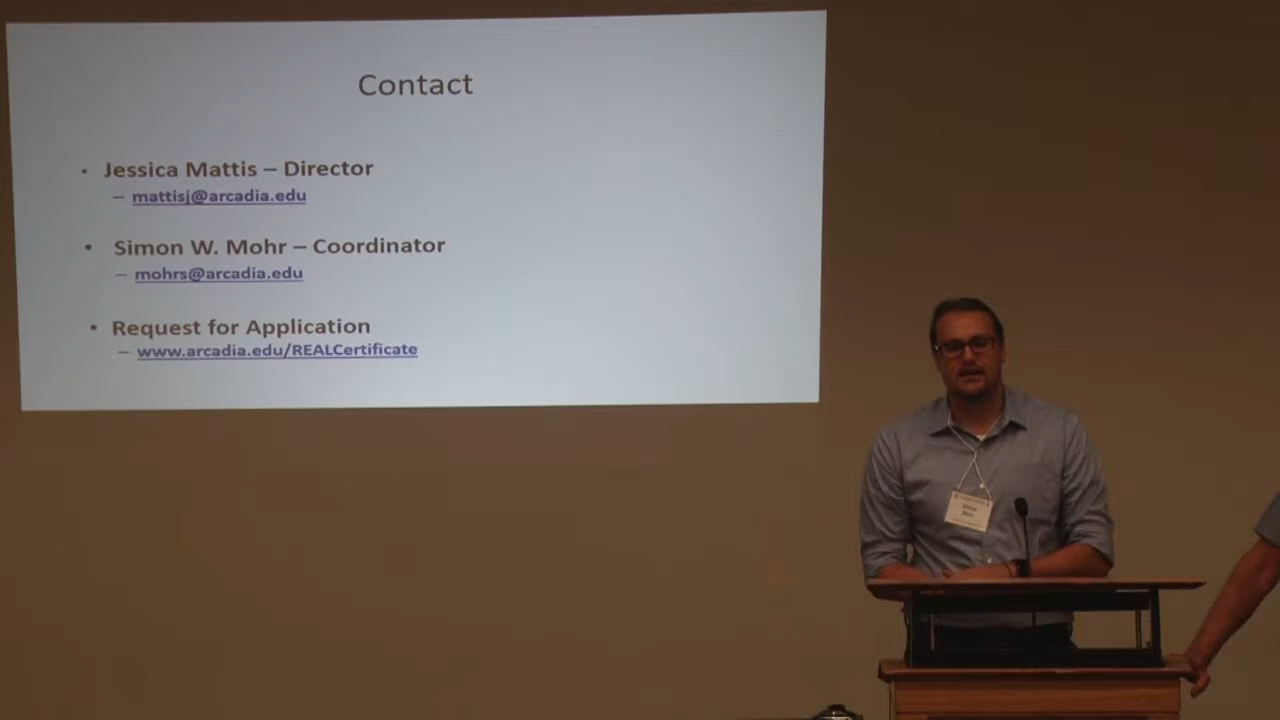 Contact
• Jessica Mattis – Director
– mattisj@arcadia.edu
• Simon W. Mohr – Coordinator
– mohrs@arcadia.edu
• Request for Application
– www.arcadia.edu/REALCertificate